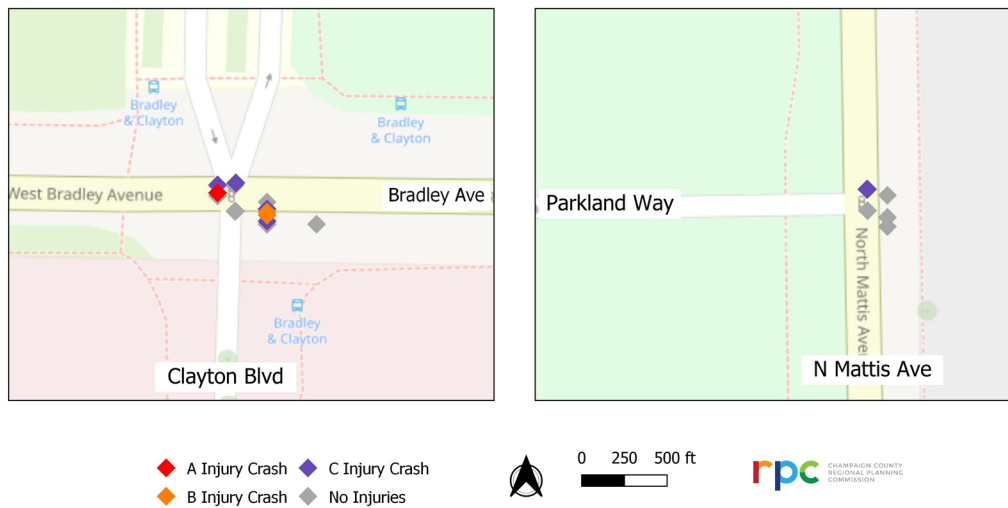 Bradley
& Clayton
Bradley
& Clayton
West Bradley Avenue
Bradley Ave
Bradley
& Clayton
Clayton Blvd
Parkland Way
North Mattis Ave
N Mattis Ave
A Injury Crash
C Injury Crash
B Injury Crash
No Injuries
0 250 500 ft
rpc
CHAMPAIGN COUNTY
REGIONAL PLANNING
COMMISSION